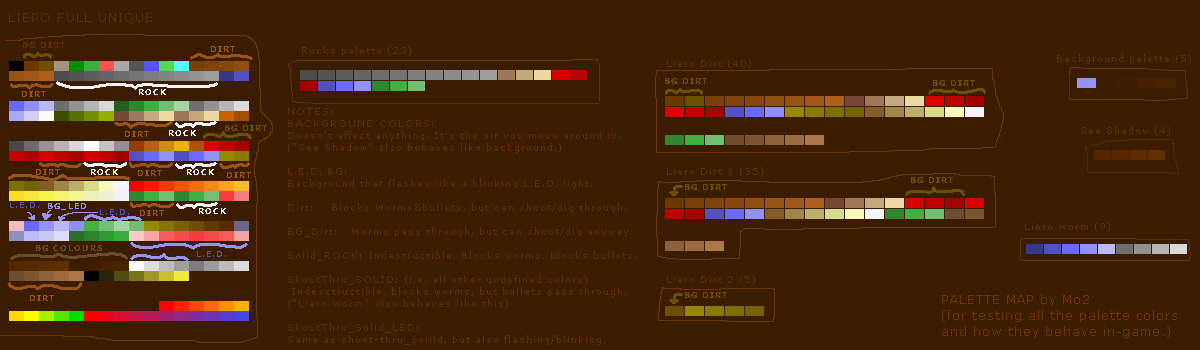 LIERO FULL UNIQUE
BG DIRT
DIRT
DIRT
ROCK
DIRT
ROCK
BG DIRT
DIRT
ROCK
DIRT
ROCK
L.E.D.
BG_LED
L.E.D.
DIRT
ROCK
BG COLOURS
L.E.D.
DIRT
Rocks palette (23)
NOTES:
BACKGROUND COLORS:
Doesn't affect anything. It's the air you move around in.
("See Shadow" also behaves like background.)
L.E.D. BG:
Background that flashes like a blinking L.E.D. light.
Dirt: Blocks Worms&bullets, but can shoot/dig through.
BG_Dirt: Worms pass through, but can shoot/dig anyway.
Solid_ROCK: Indestructible. Blocks worms, blocks bullets.
ShootThru_SOLID: (i.e. all other undefined colors)
Indestructible, blocks worms, but bullets pass through.
("Liero Worm" also behaves like this)
ShootThru_Solid_LED:
Same as shoot-thru_solild, but also flashing/blinking.
Liero Dirt (40)
BG DIRT
BG DIRT
Liero Dirt 1 (35)
BG DIRT
BG DIRT
Liero Dirt 2 (5)
BG DIRT
Background palette (5)
See Shadow (4)
Liero Worm (9)
PALETTE MAP by Mo2
(for testing all the palette colors
and how they behave in-game.)